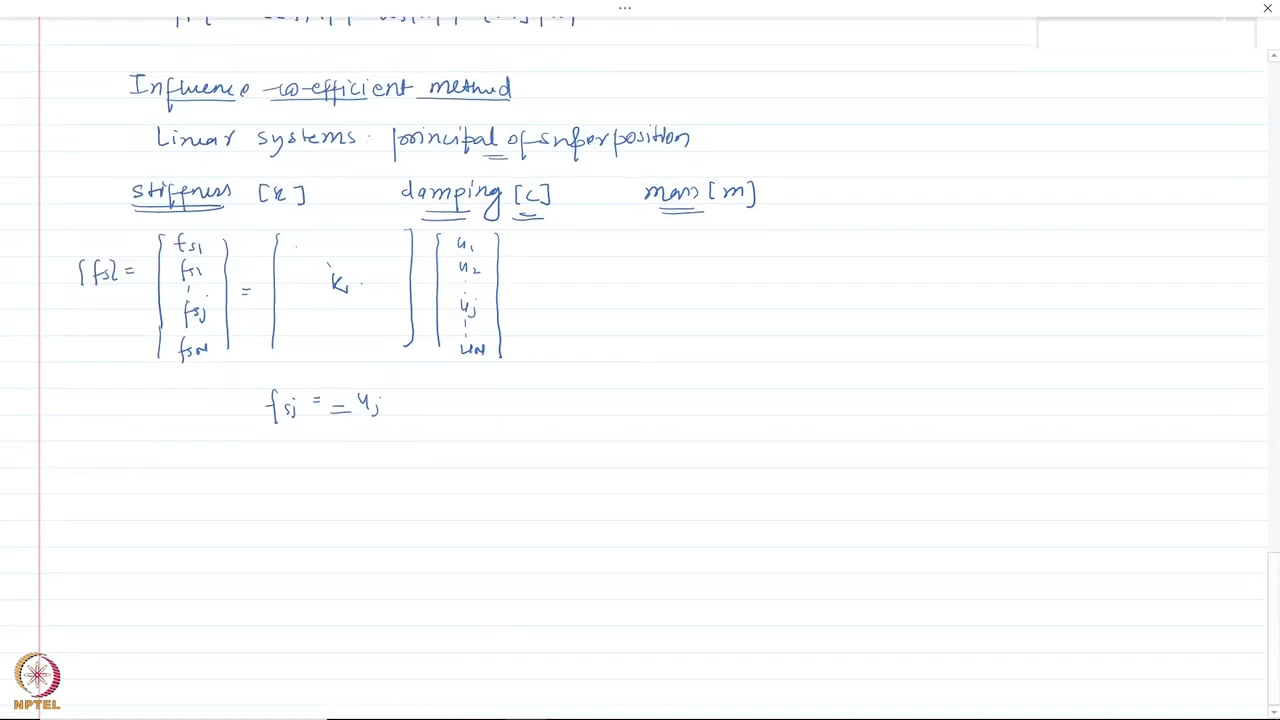 Influence co-efficient method
Linear systems: principal of superposition
stiffness [k] damping [c] mass [m]
{fs} = [fs1 fs1 ⋮ fsj fsN] = [k] [u1 u2 ⋮ uj ⋮ uN]
fsj = = uj
NPTEL